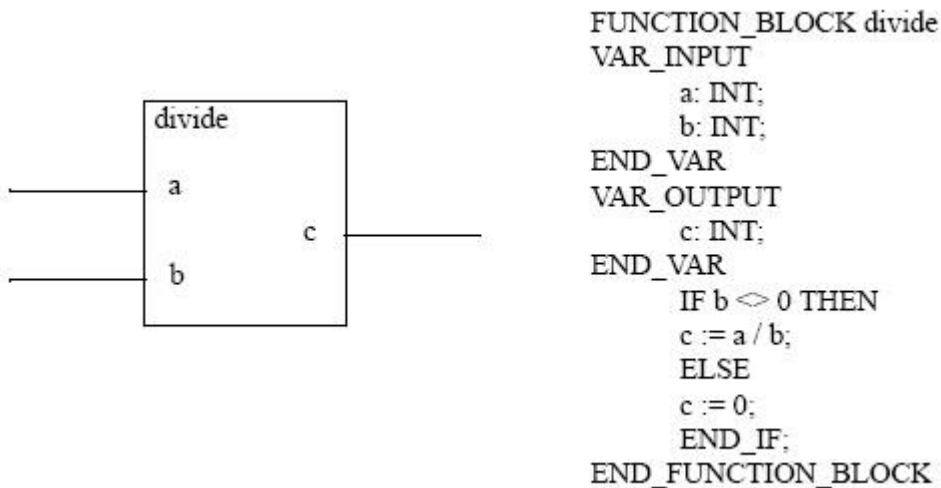 divide
a
b
c
FUNCTION_BLOCK divide
VAR_INPUT
a: INT;
b: INT;
END_VAR
VAR_OUTPUT
c: INT;
END_VAR
IF b <> 0 THEN
c := a / b;
ELSE
c := 0;
END_IF;
END_FUNCTION_BLOCK